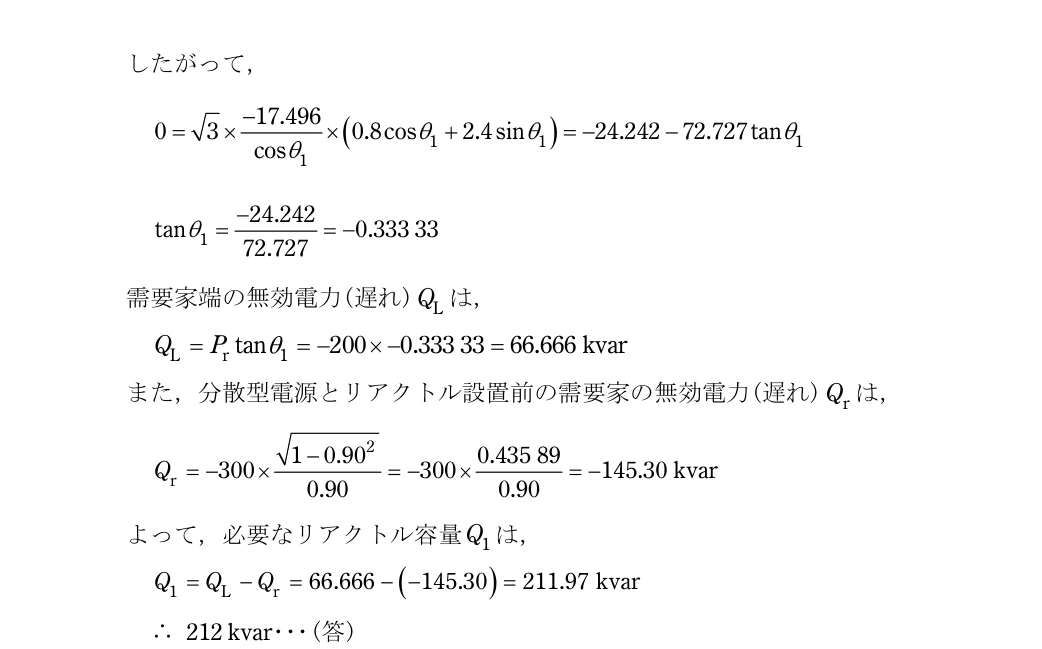 したがって，
0 = √3 × −17.496/cosθ₁ × (0.8cosθ₁ + 2.4sinθ₁) = −24.242 − 72.727tanθ₁
tanθ₁ = −24.242/72.727 = −0.333 33
需要家端の無効電力(遅れ) Q_L は，
Q_L = P_r tanθ₁ = −200 × −0.333 33 = 66.666 kvar
また，分散型電源とリアクトル設置前の需要家の無効電力(遅れ) Q_r は，
Q_r = −300 × √(1 − 0.90²)/0.90 = −300 × 0.435 89/0.90 = −145.30 kvar
よって，必要なリアクトル容量 Q₁ は，
Q₁ = Q_L − Q_r = 66.666 − (−145.30) = 211.97 kvar
∴ 212 kvar･･･(答)